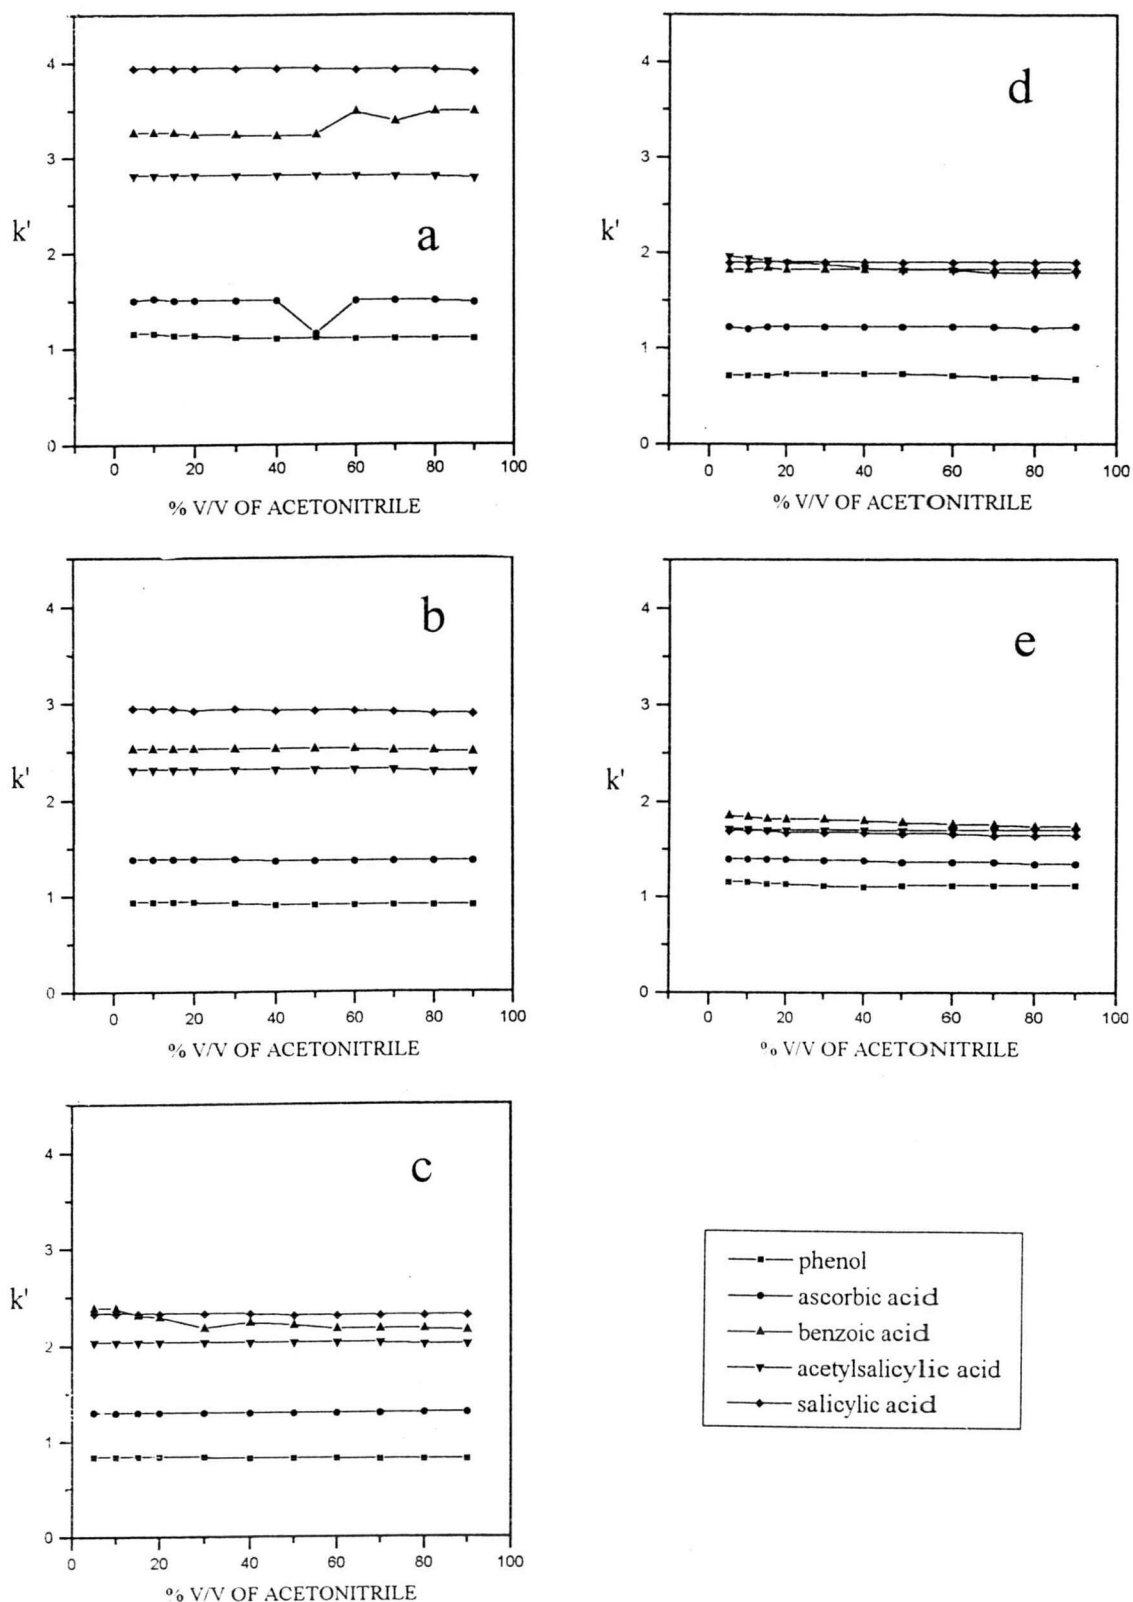 4
3
k'
a
2
1
0
0 20 40 60 80 100
% V/V OF ACETONITRILE
4
d
3
k'
2
1
0
0 20 40 60 80 100
% V/V OF ACETONITRILE
4
b
3
k'
2
1
0
0 20 40 60 80 100
% V/V OF ACETONITRILE
4
e
3
k'
2
1
0
0 20 40 60 80 100
% V/V OF ACETONITRILE
4
c
3
k'
2
1
0
0 20 40 60 80 100
% V/V OF ACETONITRILE
phenol
ascorbic acid
benzoic acid
acetylsalicylic acid
salicylic acid